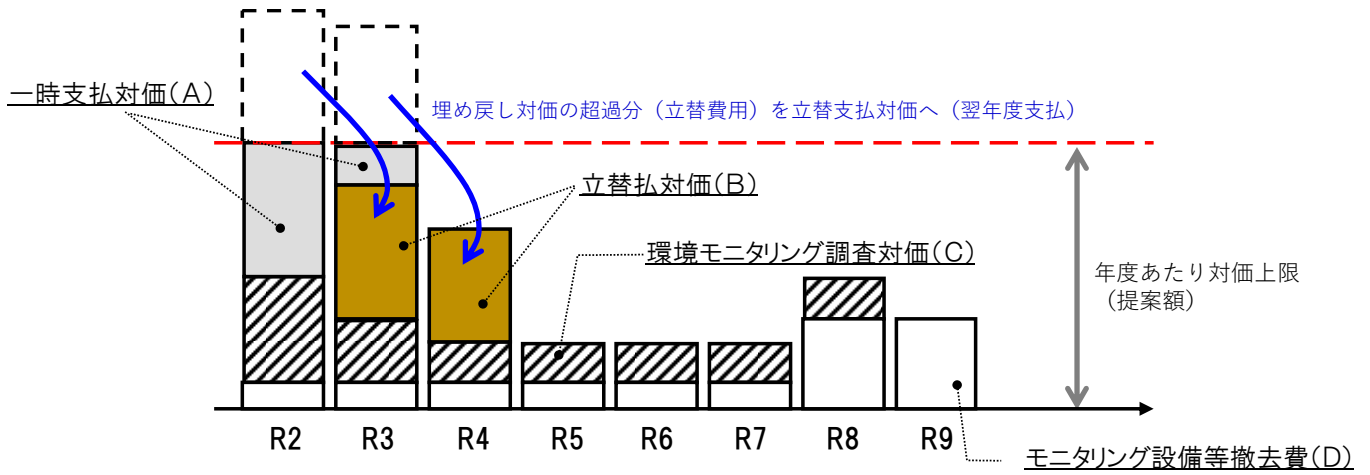 一時支払対価(A)
埋め戻し対価の超過分（立替費用）を立替支払対価へ（翌年度支払）
立替払対価(B)
環境モニタリング調査対価(C)
年度あたり対価上限
（提案額）
R2 R3 R4 R5 R6 R7 R8 R9
モニタリング設備等撤去費(D)